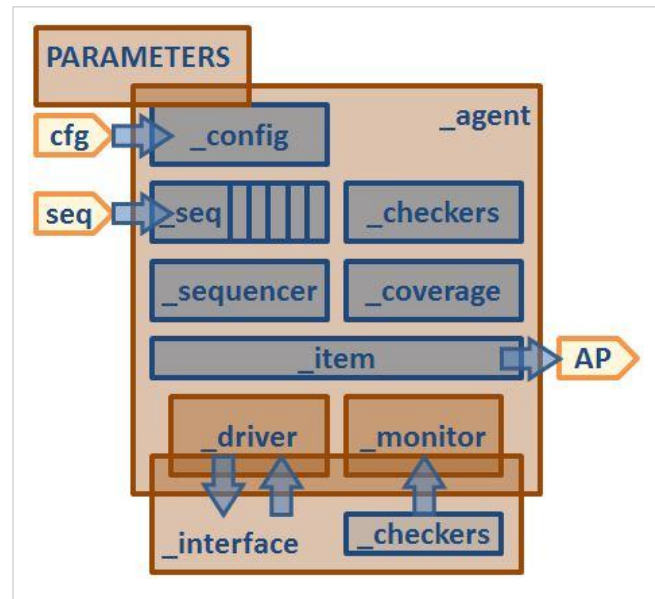 PARAMETERS
_agent
cfg
_config
seq
_seq
_checkers
_sequencer
_coverage
_item
AP
_driver
_monitor
_interface
_checkers